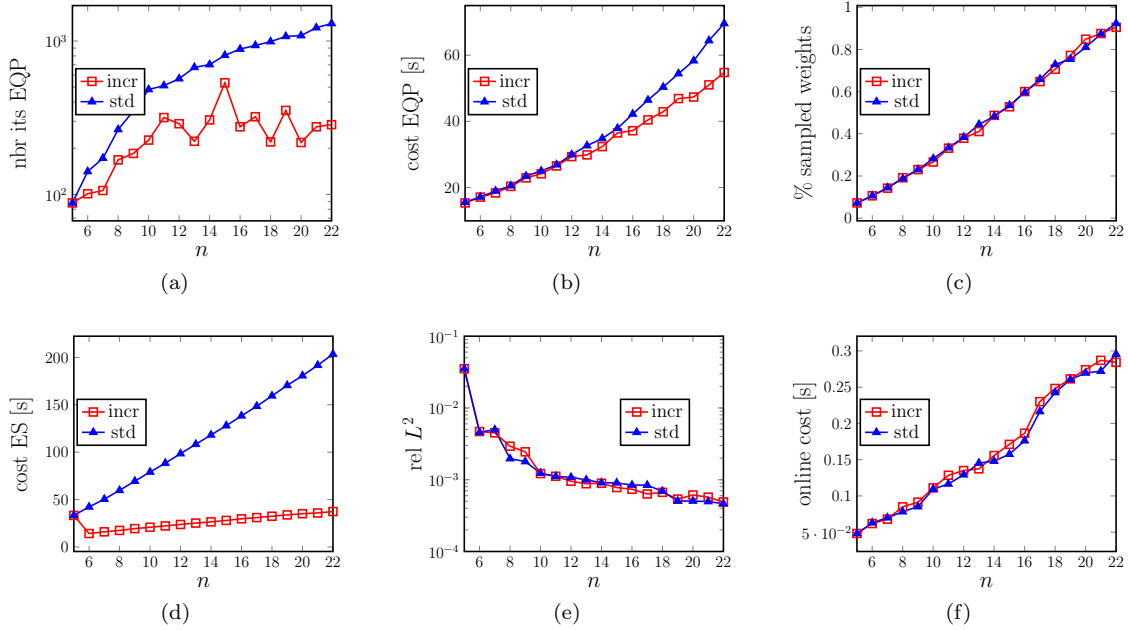 10³
10²
nbr its EQP
incr
std
6 8 10 12 14 16 18 20 22
n
(a)
60
40
20
cost EQP [s]
incr
std
6 8 10 12 14 16 18 20 22
n
(b)
1
0.8
0.6
0.4
0.2
0
% sampled weights
incr
std
6 8 10 12 14 16 18 20 22
n
(c)
200
150
100
50
0
cost ES [s]
incr
std
6 8 10 12 14 16 18 20 22
n
(d)
10⁻¹
10⁻²
10⁻³
10⁻⁴
rel L²
incr
std
6 8 10 12 14 16 18 20 22
n
(e)
0.3
0.25
0.2
0.15
0.1
5 · 10⁻²
online cost [s]
incr
std
6 8 10 12 14 16 18 20 22
n
(f)